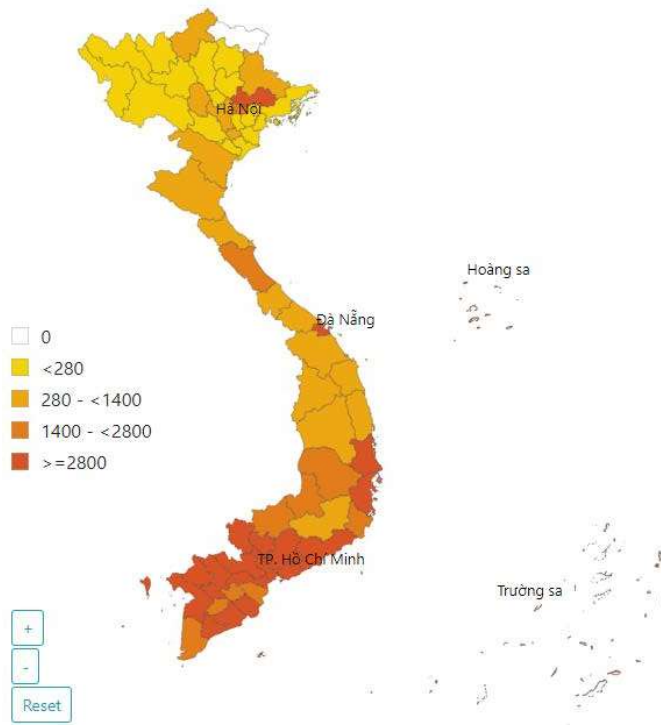 Hà Nội
Hoàng sa
Đà Nẵng
0
<280
280 - <1400
1400 - <2800
>=2800
TP. Hồ Chí Minh
Trường sa
+
-
Reset